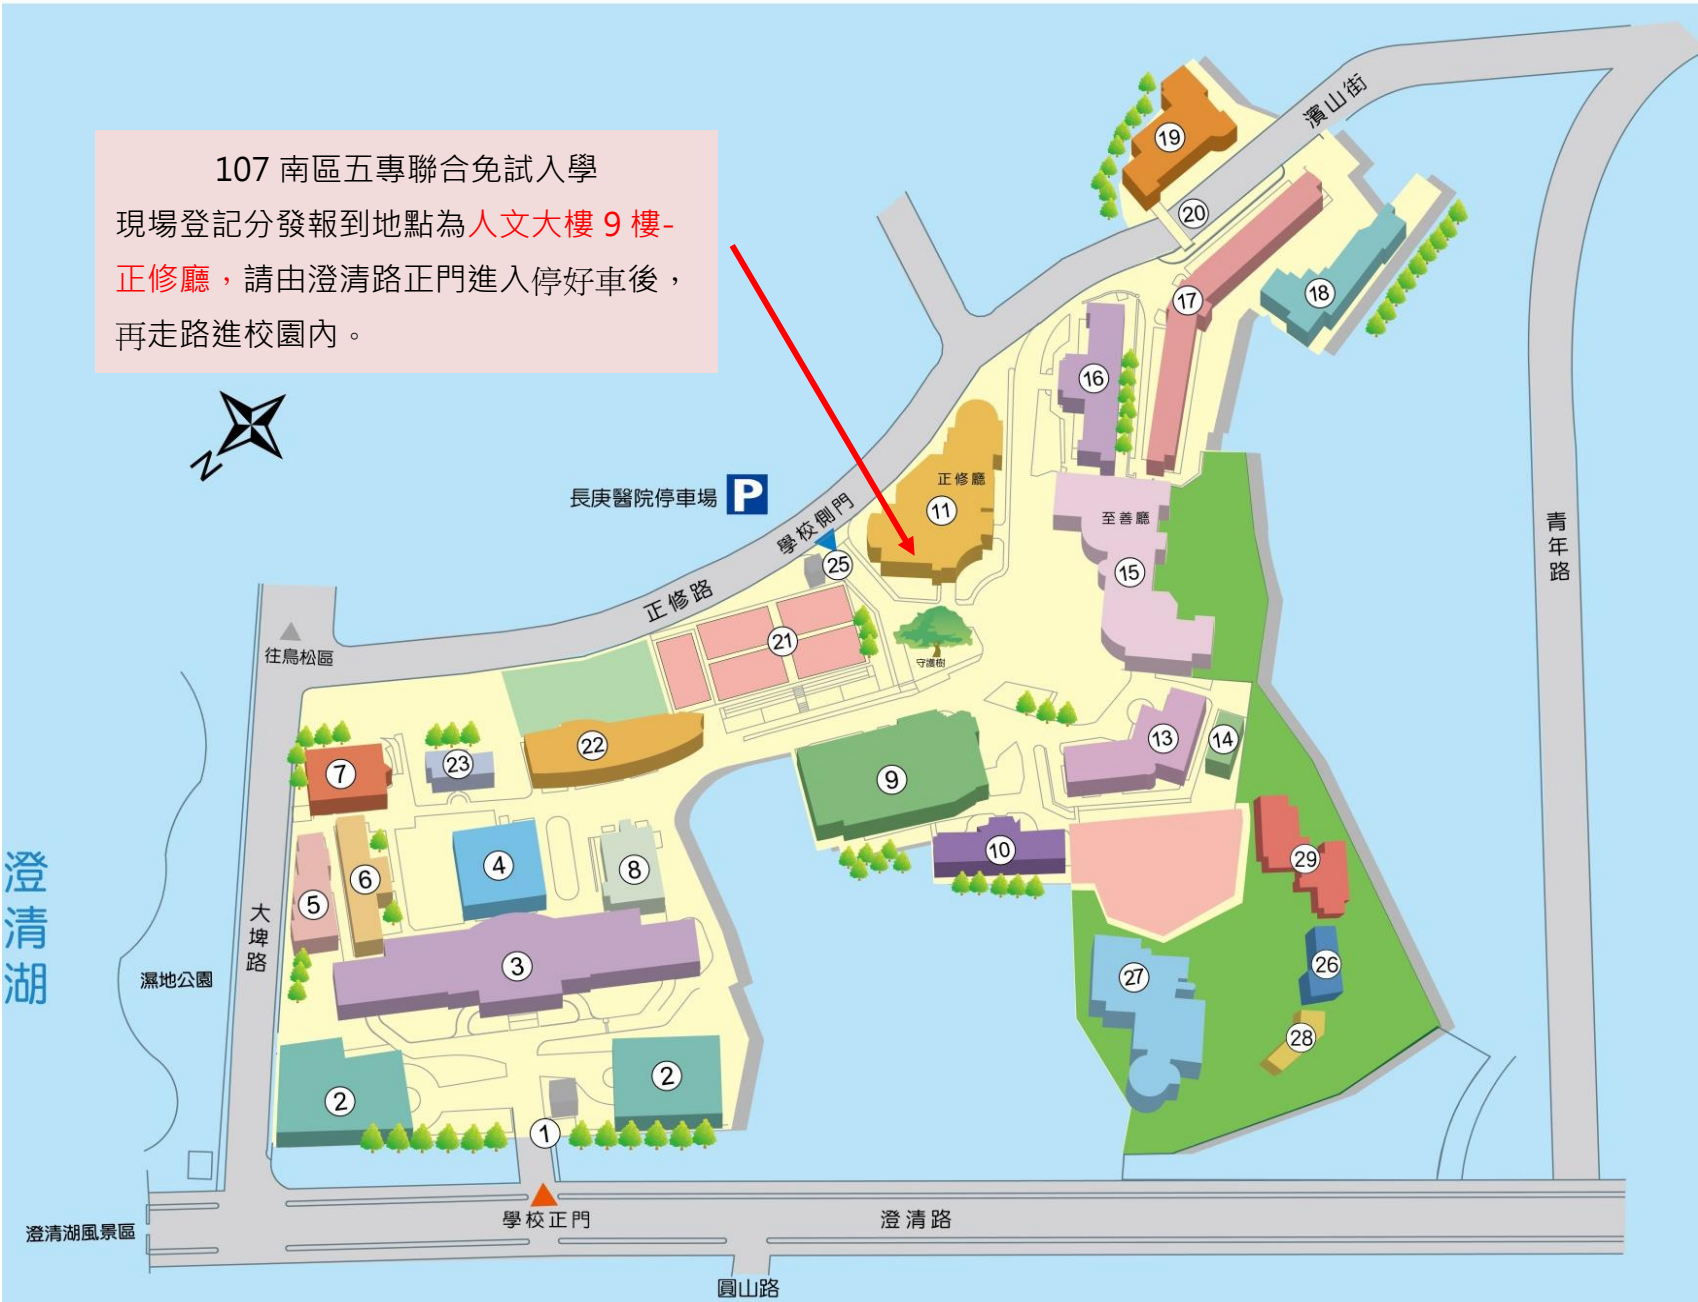 107 南區五專聯合免試入學
現場登記分發報到地點為人文大樓 9 樓-
正修廳，請由澄清路正門進入停好車後，
再走路進校園內。
N
濱山街
19
20
17
18
16
長庚醫院停車場 P
學校側門
正修廳
11
至善廳
青年路
25
15
正修路
21
守護樹
往鳥松區
22
13
14
7
23
9
澄清湖
4
8
10
29
6
5
大埤路
3
濕地公園
27
26
28
2
2
1
學校正門
澄清路
澄清湖風景區
圓山路